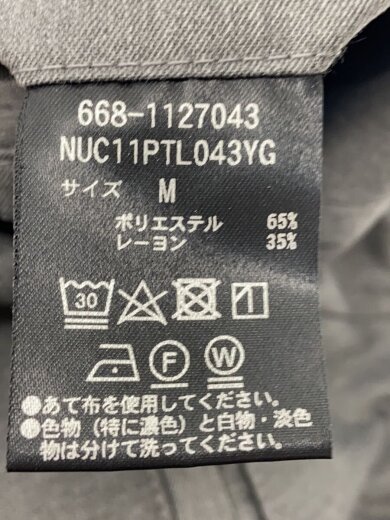 668-1127043
NUC11PTL043YG
サイズ M
ポリエステル 65%
レーヨン 35%
30
F W
●あて布を使用してください。
●色物(特に濃色)と白物・淡色
物は分けて洗ってください。